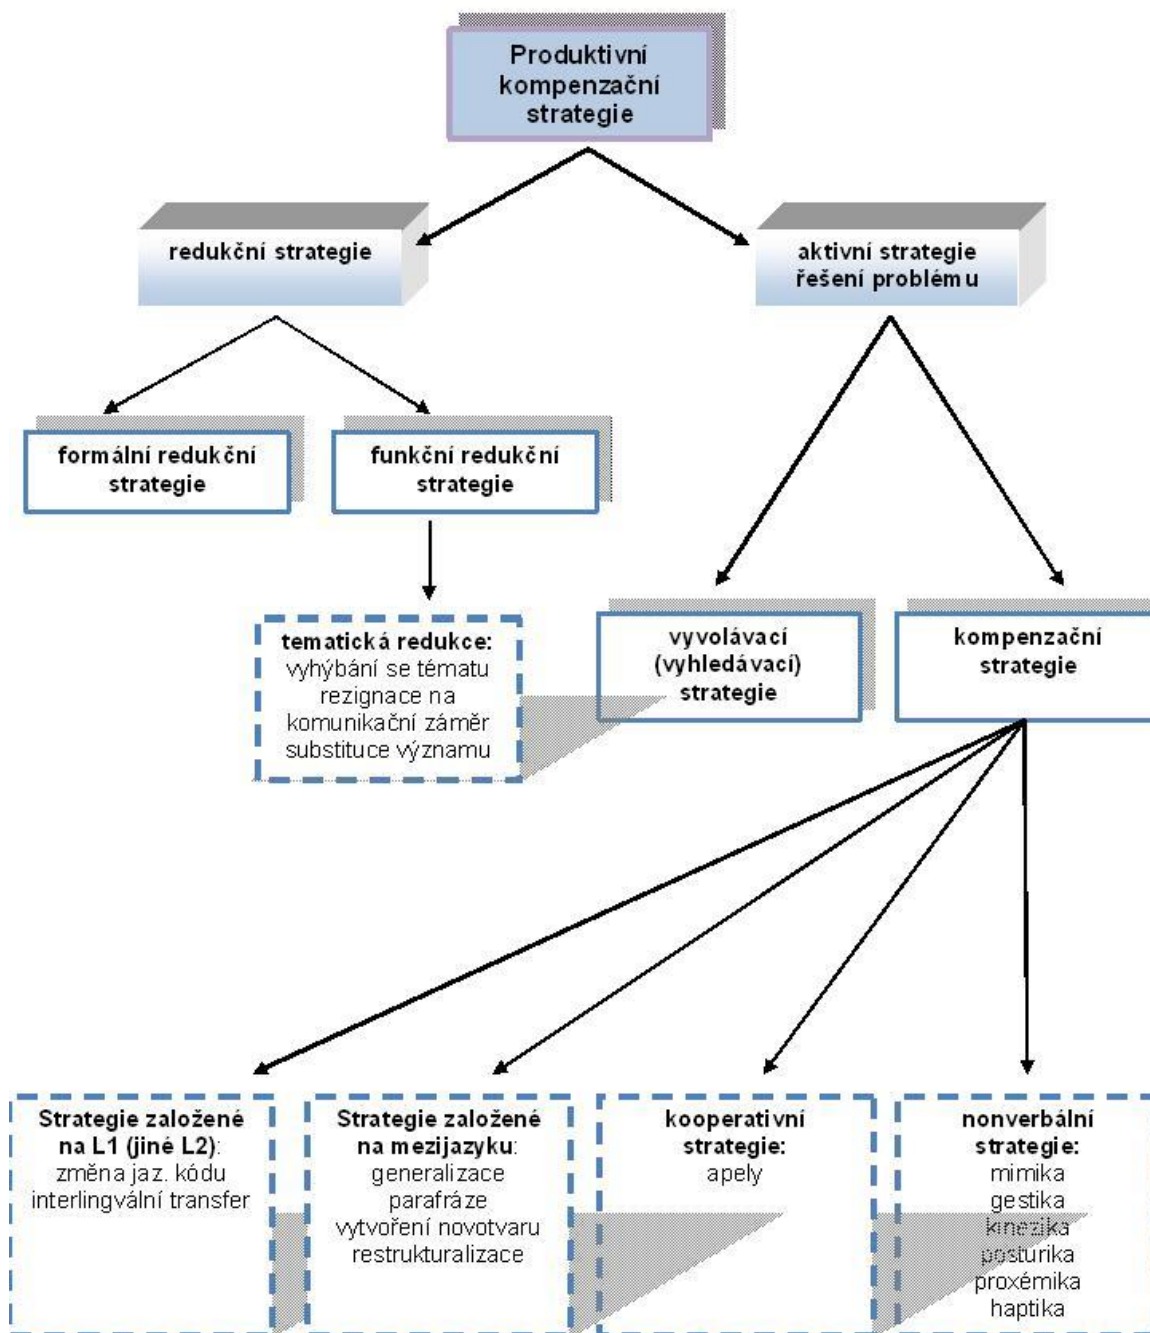 Produktivní
kompenzační
strategie
redukční strategie
aktivní strategie
řešení problému
formální redukční
strategie
funkční redukční
strategie
tematická redukce:
vyhýbání se tématu
rezignace na
komunikační záměr
substituce významu
vyvolávací
(vyhledávací)
strategie
kompenzační
strategie
Strategie založené
na L1 (jiné L2):
změna jaz. kódu
interlingvální transfer
Strategie založené
na mezijazyku:
generalizace
parafráze
vytvoření novotvaru
restrukturalizace
kooperativní
strategie:
apely
nonverbální
strategie:
mimika
gestika
kinezika
posturika
proxémika
haptika